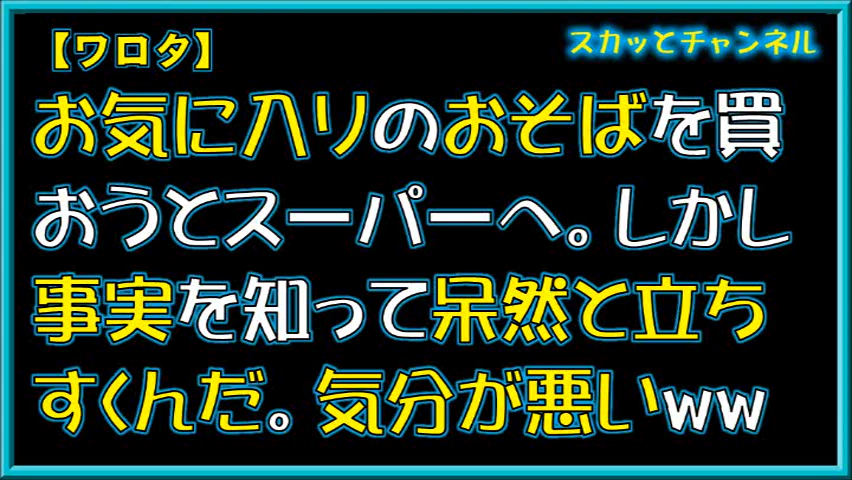 【ワロタ】
スカッとチャンネル
お気に入りのおそばを買
おうとスーパーへ。しかし
事実を知って呆然と立ち
すくんだ。気分が悪いww